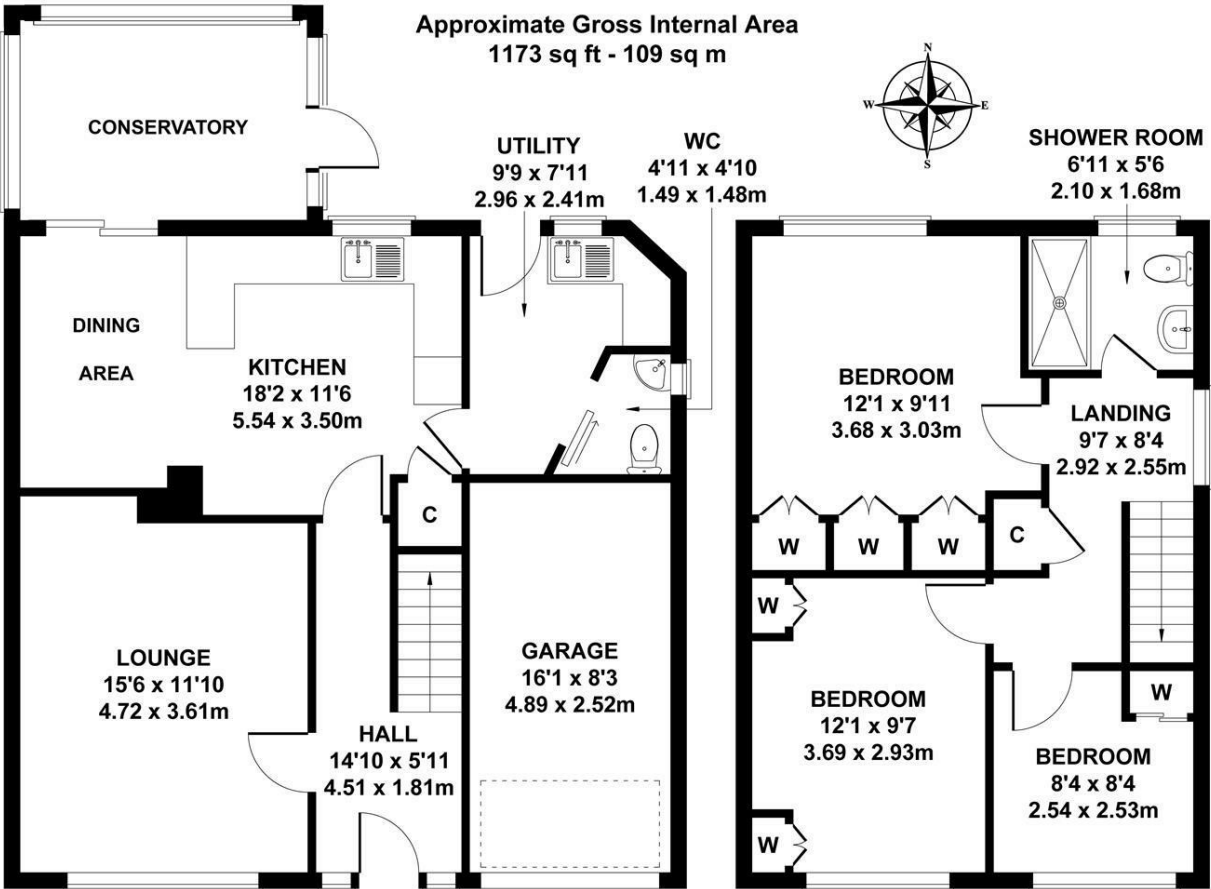 Approximate Gross Internal Area
1173 sq ft - 109 sq m
N
W
E
S
CONSERVATORY
UTILITY
9'9 x 7'11
2.96 x 2.41m
WC
4'11 x 4'10
1.49 x 1.48m
SHOWER ROOM
6'11 x 5'6
2.10 x 1.68m
DINING
AREA
KITCHEN
18'2 x 11'6
5.54 x 3.50m
C
LOUNGE
15'6 x 11'10
4.72 x 3.61m
HALL
14'10 x 5'11
4.51 x 1.81m
GARAGE
16'1 x 8'3
4.89 x 2.52m
BEDROOM
12'1 x 9'11
3.68 x 3.03m
LANDING
9'7 x 8'4
2.92 x 2.55m
W
W
W
C
W
BEDROOM
12'1 x 9'7
3.69 x 2.93m
W
W
BEDROOM
8'4 x 8'4
2.54 x 2.53m